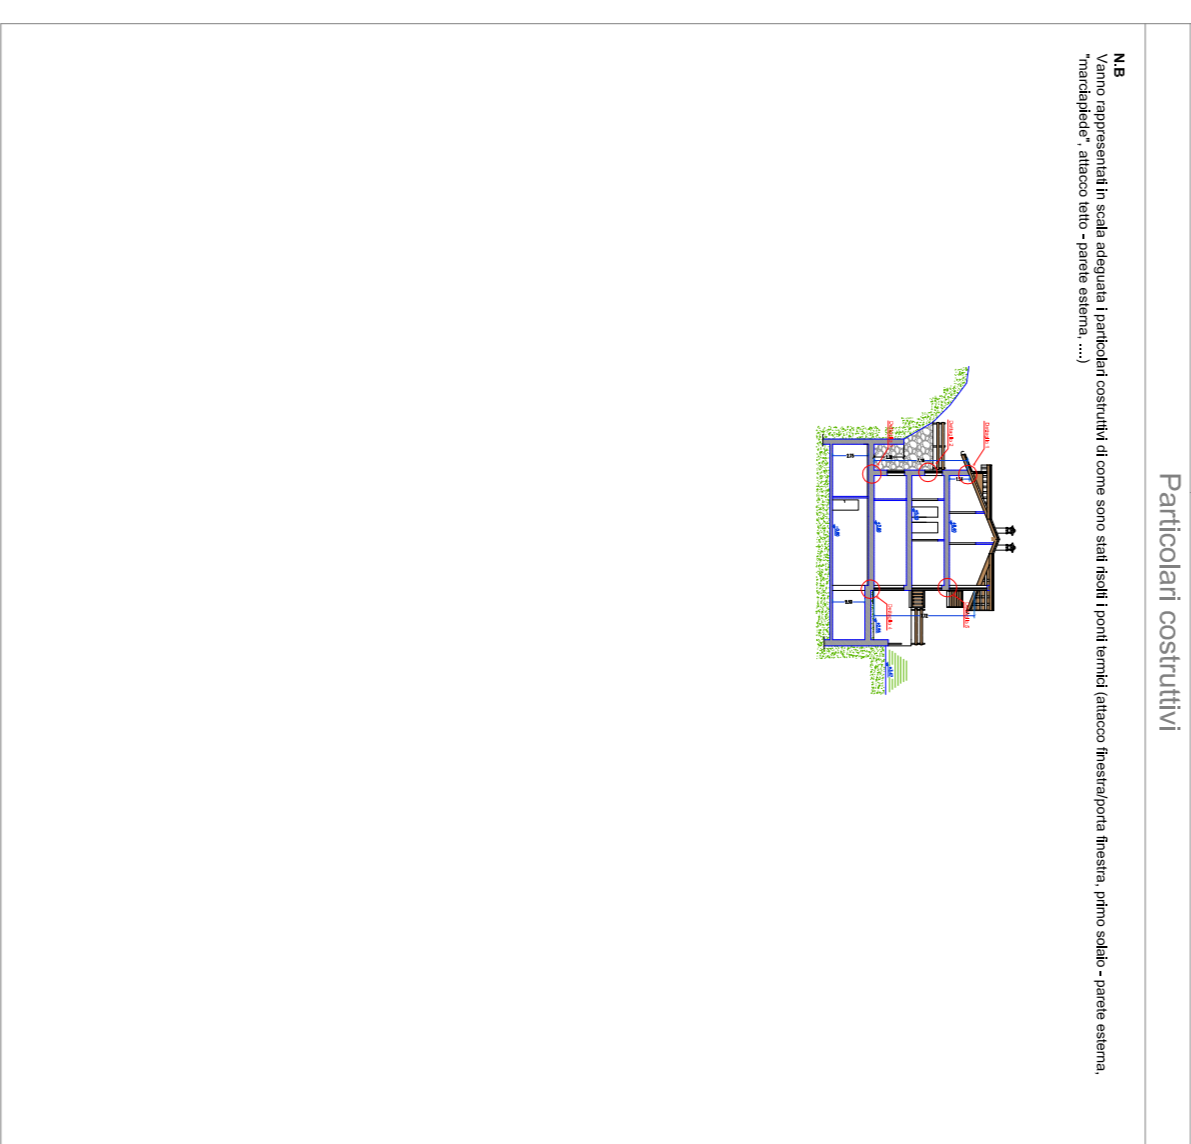 Particolari costruttivi
N.B
Vanno rappresentati in scala adeguata i particolari costruttivi di come sono stati risolti i ponti termici (attacco finestra/porta finestra, primo solaio - parete esterna,
"marciapiede", attacco tetto - parete esterna, ....)